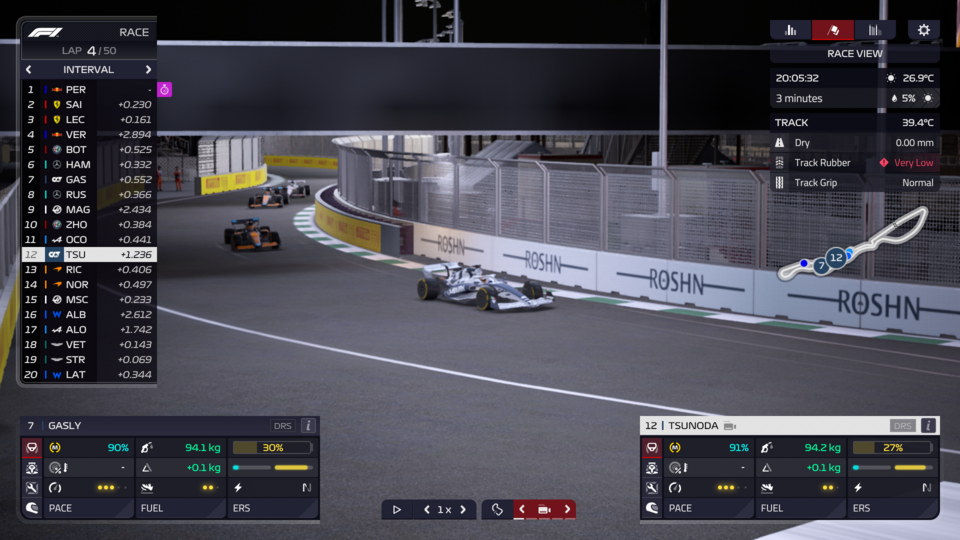 F1 RACE
LAP 4 / 50
INTERVAL
1 PER -
2 SAI +0.230
3 LEC +0.161
4 VER +2.894
5 BOT +0.525
6 HAM +0.332
7 GAS +0.552
8 RUS +0.366
9 MAG +2.434
10 ZHO +0.384
11 OCO +0.441
12 TSU +1.236
13 RIC +0.406
14 NOR +0.497
15 MSC +0.233
16 ALB +2.612
17 ALO +1.742
18 VET +0.143
19 STR +0.069
20 LAT +0.344
RACE VIEW
20:05:32 26.9°C
3 minutes 5%
TRACK 39.4°C
Dry 0.00 mm
Track Rubber Very Low
Track Grip Normal
7 12
ROSHN
ROSHN
ROSHN
ROSHN
7 GASLY DRS i
M 90% 94.1 kg 30%
- +0.1 kg
N
PACE FUEL ERS
1x
12 TSUNODA DRS i
M 91% 94.2 kg 27%
- +0.1 kg
N
PACE FUEL ERS